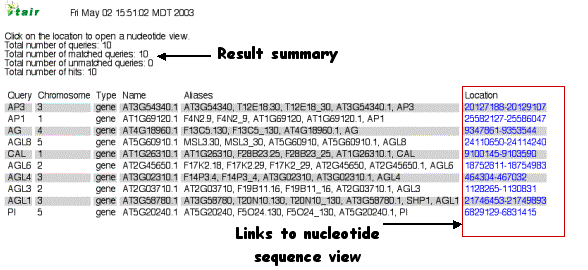 tair Fri May 02 15:51:02 MDT 2003
Click on the location to open a nucleotide view.
Total number of queries: 10
Total number of matched queries: 10
Total number of unmatched queries: 0
Total number of hits: 10
Result summary
Query Chromosome Type Name Aliases Location
AP3 3 gene AT3G54340.1 AT3G54340, T12E18.30, T12E18_30, AT3G54340.1, AP3 20127188-20129107
AP1 1 gene AT1G69120.1 F4N2.9, F4N2_9, AT1G69120, AT1G69120.1, AP1 25582127-25586047
AG 4 gene AT4G18960.1 F13C5.130, F13C5_130, AT4G18960.1, AG 9347861-9353544
AGL8 5 gene AT5G60910.1 MSL3.30, MSL3_30, AT5G60910, AT5G60910.1, AGL8 24110650-24114240
CAL 1 gene AT1G26310.1 AT1G26310, F28B23.25, F28B23_25, AT1G26310.1, CAL 9100145-9103590
AGL6 2 gene AT2G45650.1 F17K2.18, F17K2.29, F17K2_29, AT2G45650, AT2G45650.1, AGL6 18752811-18754983
AGL4 3 gene AT3G02310.1 F14P3.4, F14P3_4, AT3G02310, AT3G02310.1, AGL4 464304-467032
AGL3 2 gene AT2G03710.1 AT2G03710, F19B11.16, F19B11_16, AT2G03710.1, AGL3 1128265-1130831
AGL1 3 gene AT3G58780.1 AT3G58780, T20N10.130, T20N10_130, AT3G58780.1, SHP1, AGL1 21746453-21749893
PI 5 gene AT5G20240.1 AT5G20240, F5O24.130, F5O24_130, AT5G20240.1, PI 6829129-6831415
Links to nucleotide
sequence view